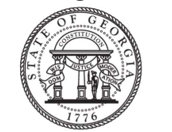 STATE OF GEORGIA
CONSTITUTION
1776